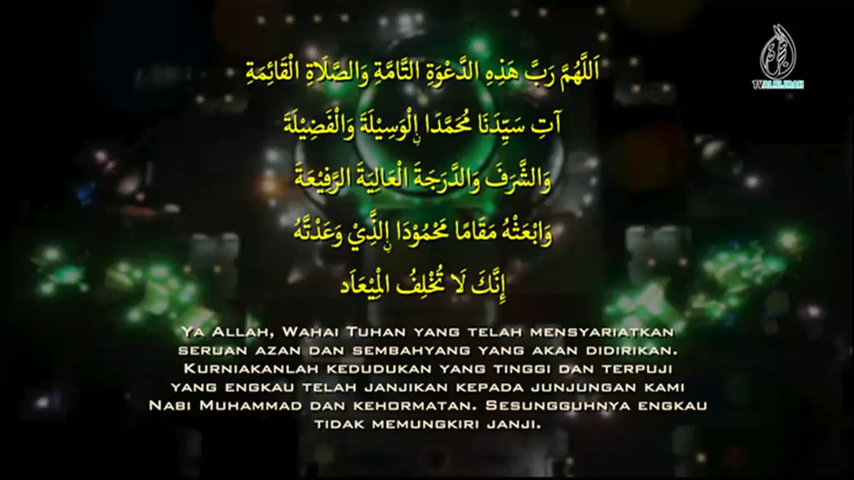 اَللَّهُمَّ رَبَّ هَذِهِ الدَّعْوَةِ التَّامَّةِ وَالصَّلَاةِ الْقَائِمَةِ
آتِ سَيِّدَنَا مُحَمَّدَا ࣙالْوَسِيْلَةَ وَالْفَضِيْلَةَ
وَالشَّرَفَ وَالدَّرَجَةَ الْعَالِيَةَ الرَّفِيْعَةَ
وَابْعَثْهُ مَقَامًا مَحْمُوْدَا ࣙالَّذِيْ وَعَدْتَّهُ
إِنَّكَ لَا تُخْلِفُ الْمِيْعَاَد
Ya Allah, Wahai Tuhan yang telah mensyariatkan
seruan azan dan sembahyang yang akan didirikan.
Kurniakanlah kedudukan yang tinggi dan terpuji
yang engkau telah janjikan kepada junjungan kami
Nabi Muhammad dan kehormatan. Sesungguhnya engkau
tidak memungkiri janji.